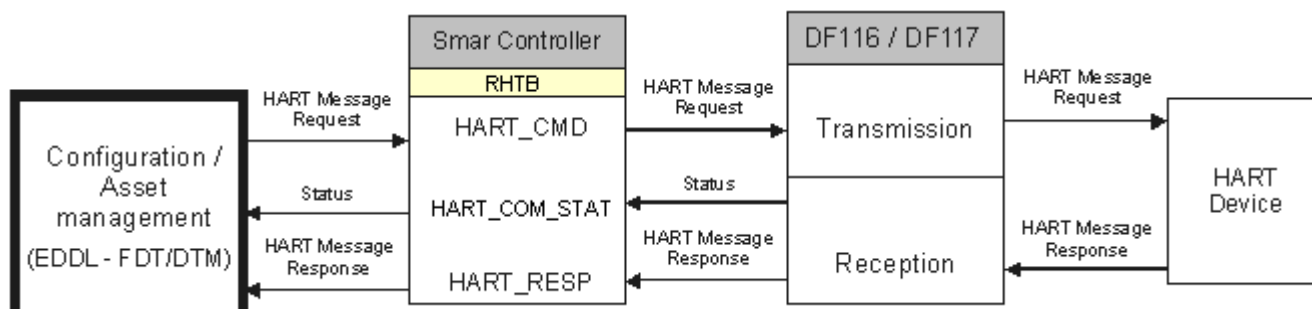 Configuration /
Asset
management
(EDDL - FDT/DTM)
HART Message
Request
Status
HART Message
Response
Smar Controller
RHTB
HART_CMD
HART_COM_STAT
HART_RESP
HART Message
Request
Status
HART Message
Response
DF116 / DF117
Transmission
Reception
HART Message
Request
HART Message
Response
HART
Device